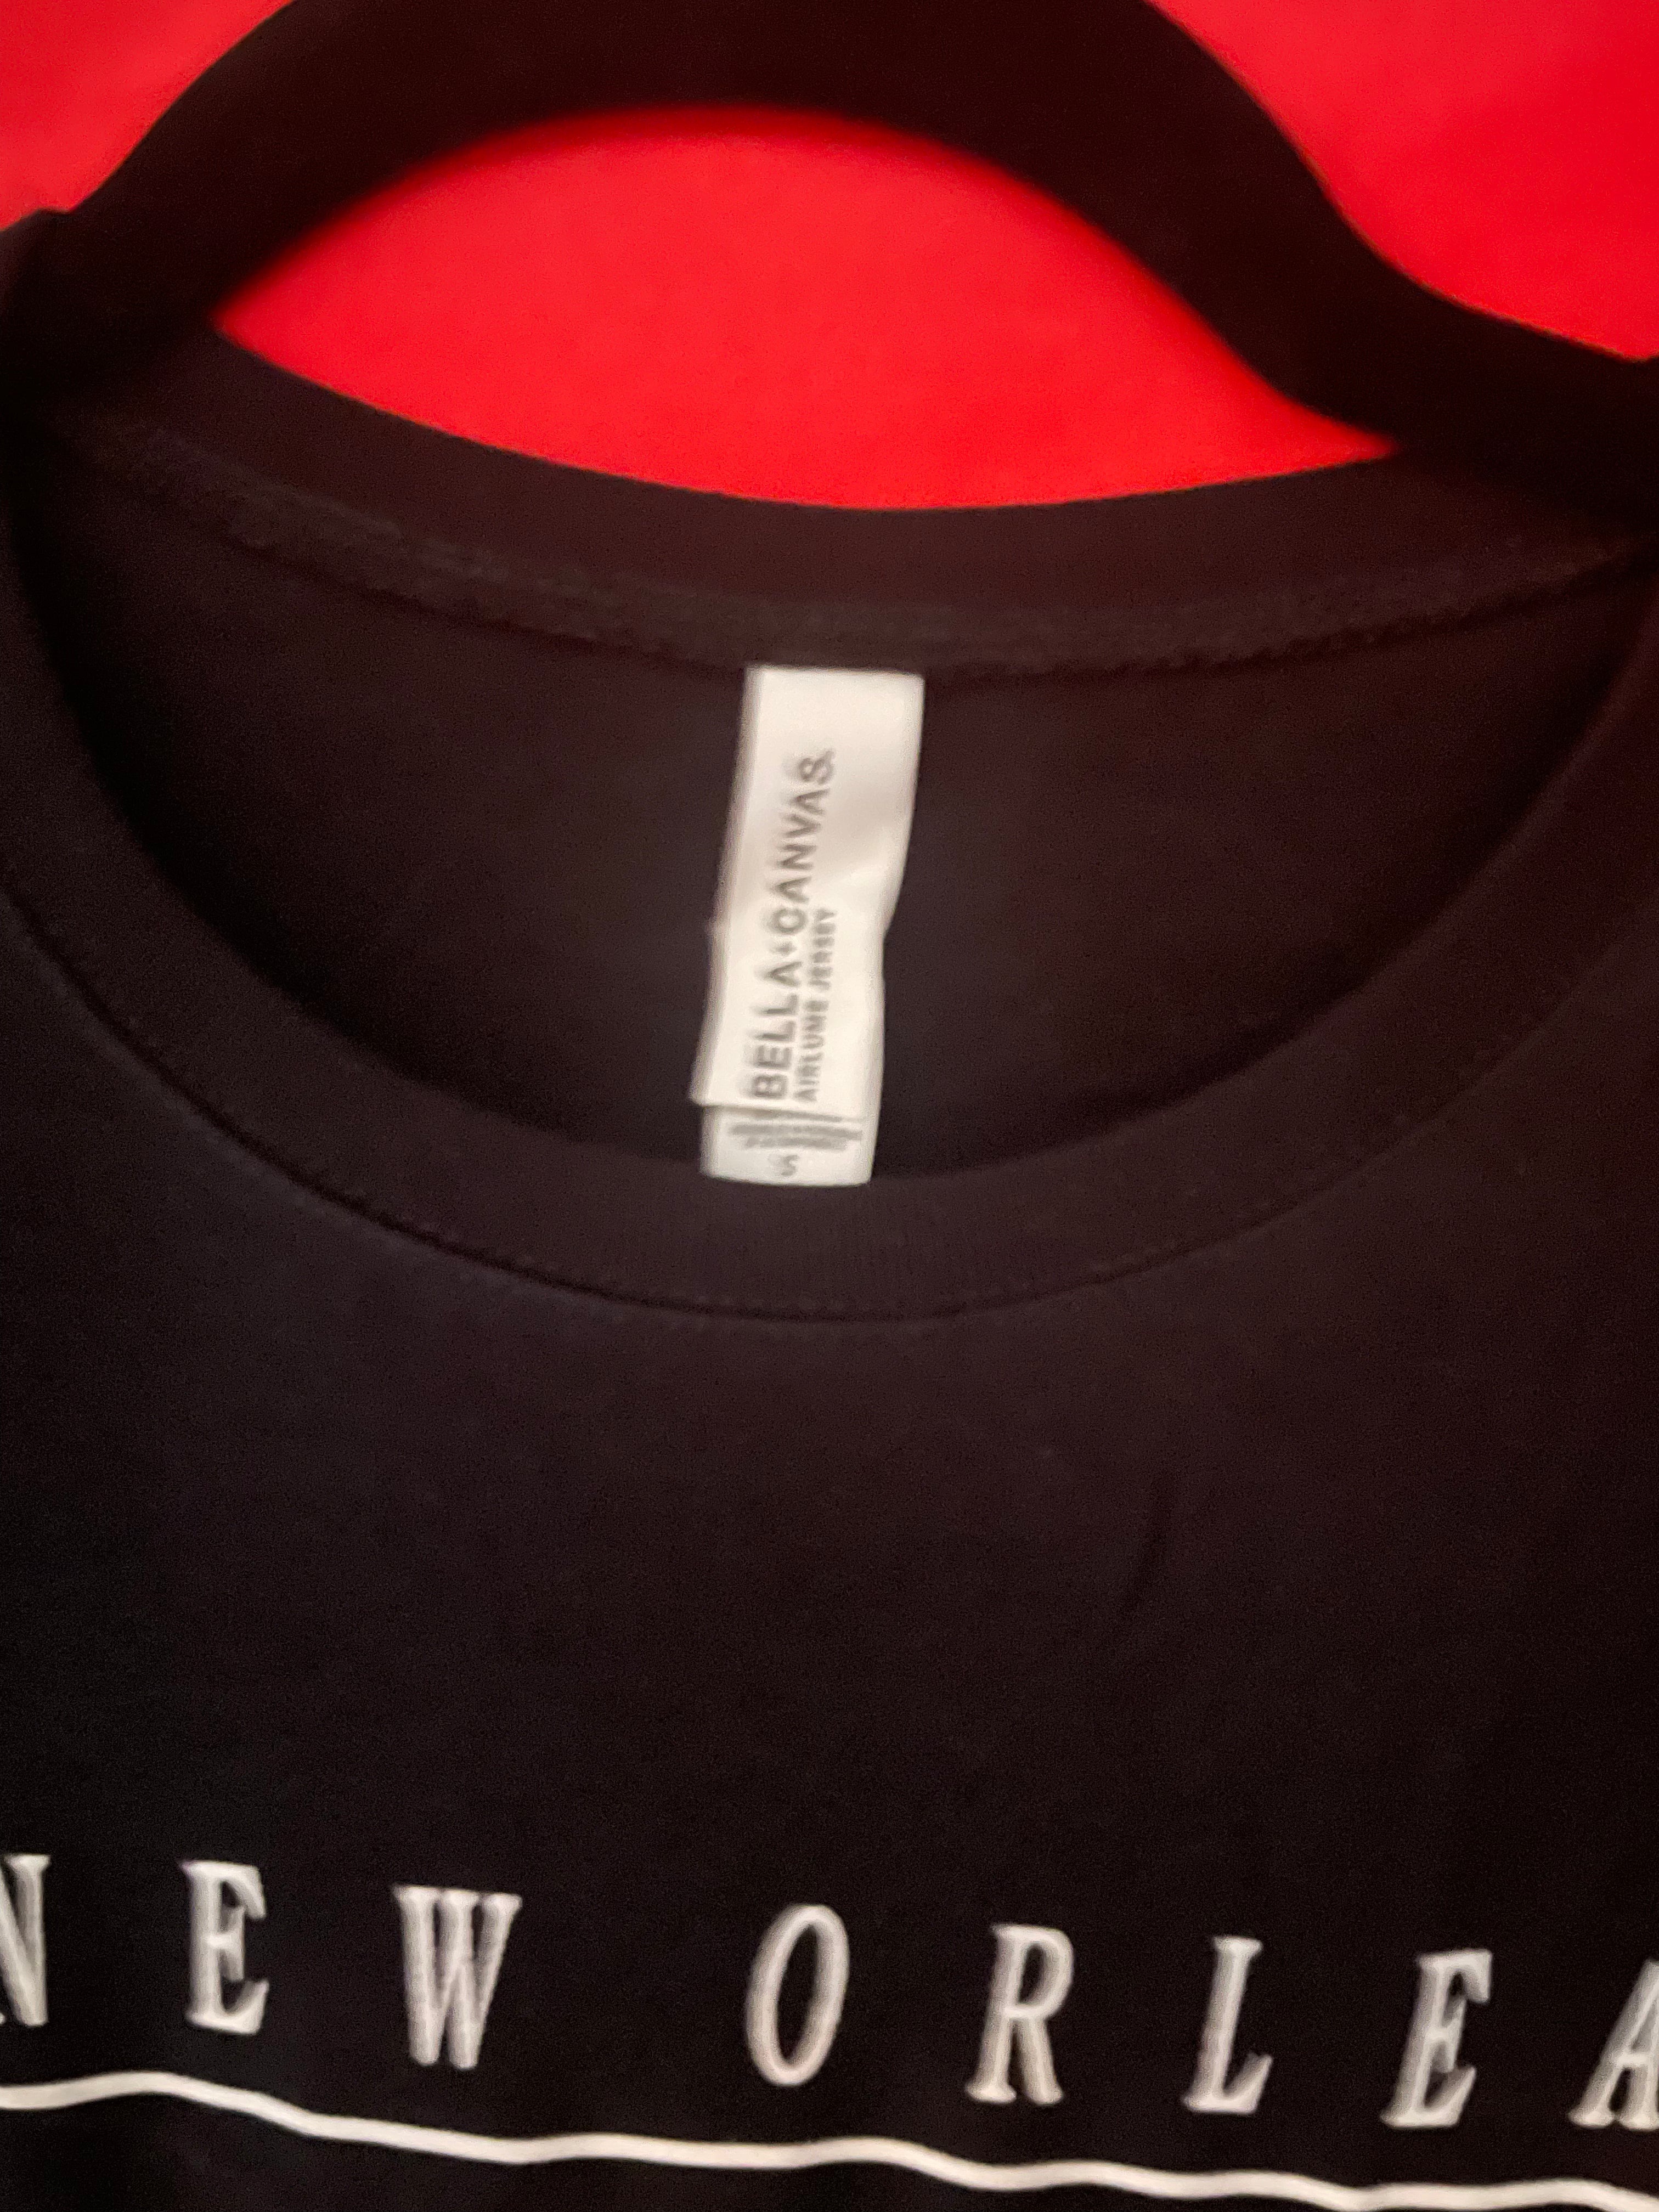 BELLA+CANVAS.
AIRLUME JERSEY
S
NEW ORLEA